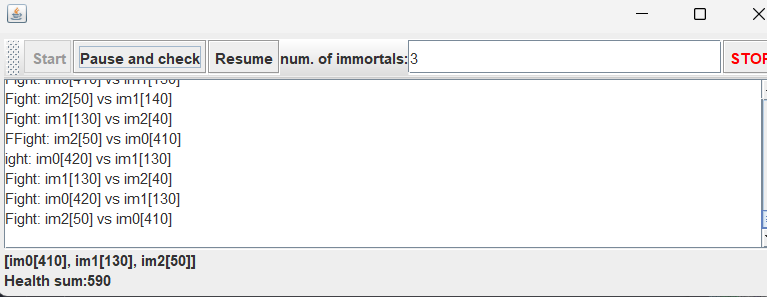 Start Pause and check Resume num. of immortals: 3 STOP
Fight: im0[410] vs im1[130]
Fight: im2[50] vs im1[140]
Fight: im1[130] vs im2[40]
FFight: im2[50] vs im0[410]
ight: im0[420] vs im1[130]
Fight: im1[130] vs im2[40]
Fight: im0[420] vs im1[130]
Fight: im2[50] vs im0[410]
[im0[410], im1[130], im2[50]]
Health sum:590